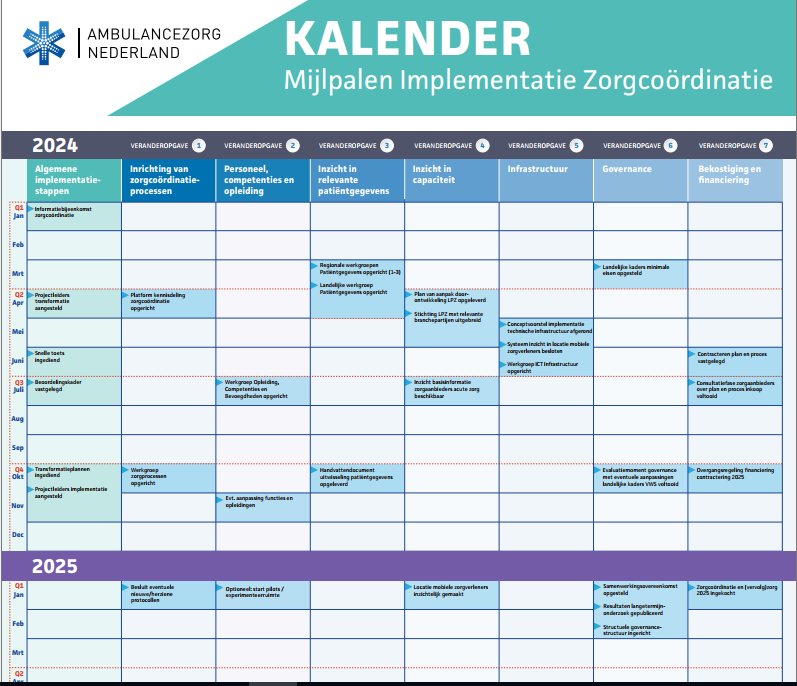 AMBULANCEZORG
NEDERLAND
KALENDER
Mijlpalen Implementatie Zorgcoördinatie
2024
VERANDEROPGAVE 1
VERANDEROPGAVE 2
VERANDEROPGAVE 3
VERANDEROPGAVE 4
VERANDEROPGAVE 5
VERANDEROPGAVE 6
VERANDEROPGAVE 7
Algemene
implementatie-
stappen
Inrichting van
zorgcoördinatie-
processen
Personeel,
competenties en
opleiding
Inzicht in
relevante
patiëntgegevens
Inzicht in
capaciteit
Infrastructuur
Governance
Bekostiging en
financiering
Q1
Jan
Informatiebijeenkomst
zorgcoördinatie
Feb
Mrt
Regionale werkgroepen
Patiëntgegevens opgericht (1-3)
Landelijke werkgroep
Patiëntgegevens opgericht
Landelijke kaders minimale
eisen opgesteld
Q2
Apr
Projectleiders
transformatie
aangesteld
Platform kennisdeling
zorgcoördinatie
opgericht
Plan van aanpak door-
ontwikkeling LPZ opgeleverd
Stichting LPZ met relevante
branchepartijen uitgebreid
Mei
Conceptvoorstel implementatie
technische infrastructuur afgerond
Systeem inzicht in locatie mobiele
zorgverleners besloten
Werkgroep ICT Infrastructuur
opgericht
Juni
Snelle toets
ingediend
Contracteren plan en proces
vastgelegd
Q3
Juli
Beoordelingskader
vastgelegd
Werkgroep Opleiding,
Competenties en
Bevoegdheden opgericht
Inzicht basisinformatie
zorgaanbieders acute zorg
beschikbaar
Consultatiefase zorgaanbieders
over plan en proces inkoop
voltooid
Aug
Sep
Q4
Okt
Transformatieplannen
ingediend
Projectleiders implementatie
aangesteld
Werkgroep
zorgprocessen
opgericht
Handvattendocument
uitwisseling patiëntgegevens
opgeleverd
Evaluatiemoment governance
met eventuele aanpassingen
landelijke kaders VWS voltooid
Overgangsregeling financiering
contractering 2025
Nov
Ext. aanpassing functies en
opleidingen
Dec
2025
Q1
Jan
Besluit eventuele
nieuwe/herziene
protocollen
Optioneel: start pilots /
experimenteerruimte
Locatie mobiele zorgverleners
inzichtelijk gemaakt
Samenwerkingsovereenkomst
opgesteld
Resultaten langetermijn-
onderzoek gepubliceerd
Structuele governance-
structuur ingericht
Zorgcoördinatie en (vervolg)zorg
2025 ingekocht
Feb
Mrt
Q2